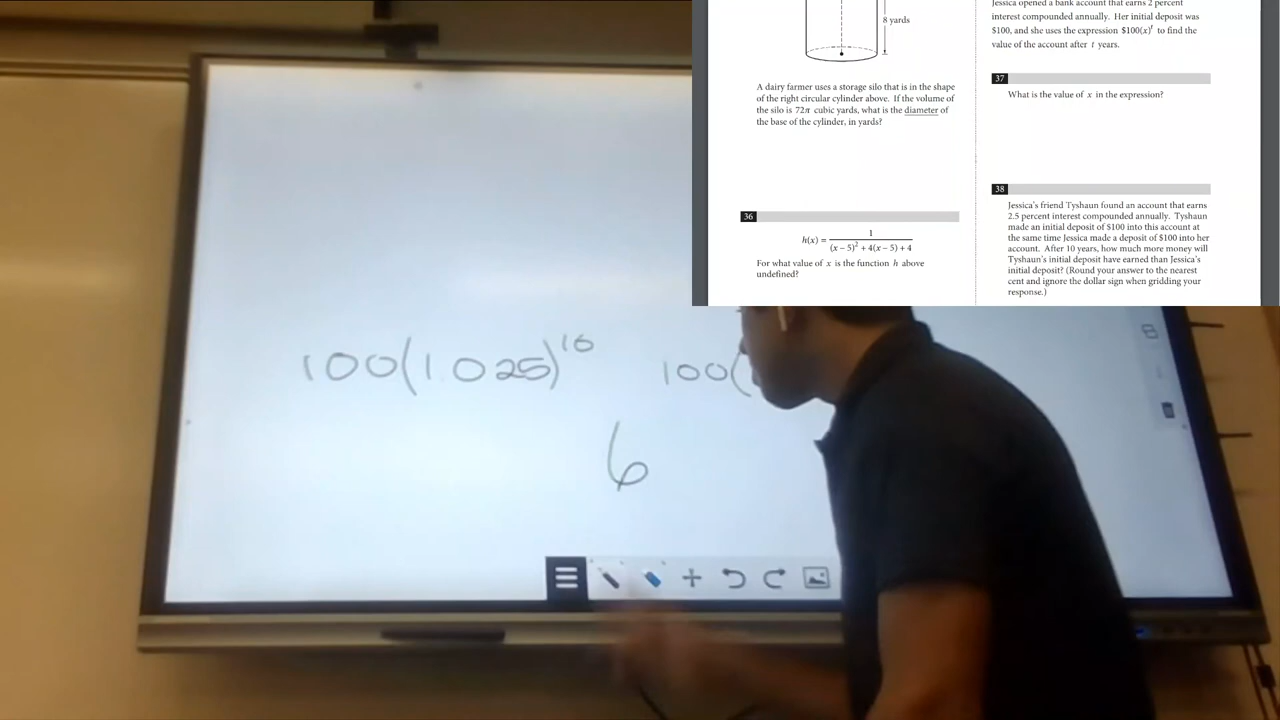 8 yards
A dairy farmer uses a storage silo that is in the shape
of the right circular cylinder above. If the volume of
the silo is 72π cubic yards, what is the diameter of
the base of the cylinder, in yards?
36
h(x) = 1 / (x – 5)² + 4(x – 5) + 4
For what value of x is the function h above
undefined?
Jessica opened a bank account that earns 2 percent
interest compounded annually. Her initial deposit was
$100, and she uses the expression $100(x)ᵗ to find the
value of the account after t years.
37
What is the value of x in the expression?
38
Jessica's friend Tyshaun found an account that earns
2.5 percent interest compounded annually. Tyshaun
made an initial deposit of $100 into this account at
the same time Jessica made a deposit of $100 into her
account. After 10 years, how much more money will
Tyshaun's initial deposit have earned than Jessica's
initial deposit? (Round your answer to the nearest
cent and ignore the dollar sign when gridding your
response.)
100(1.025)¹⁰ 100(
6